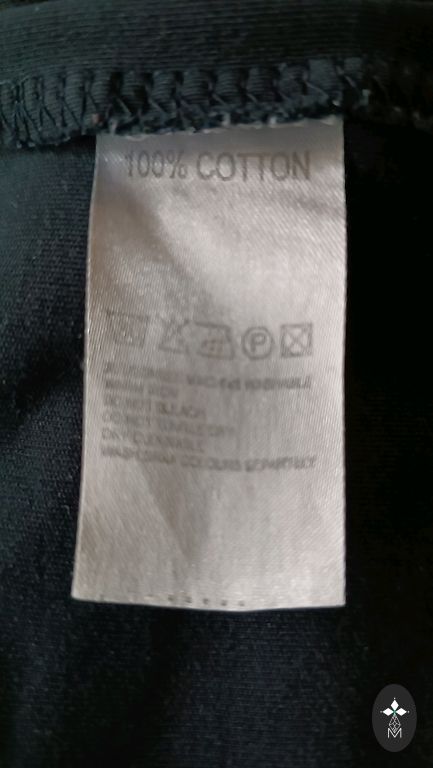 100% COTTON
P
WARM IRON
DO NOT BLEACH
DO NOT TUMBLE DRY
DRY CLEANABLE
WASH DARK COLOURS SEPARATELY